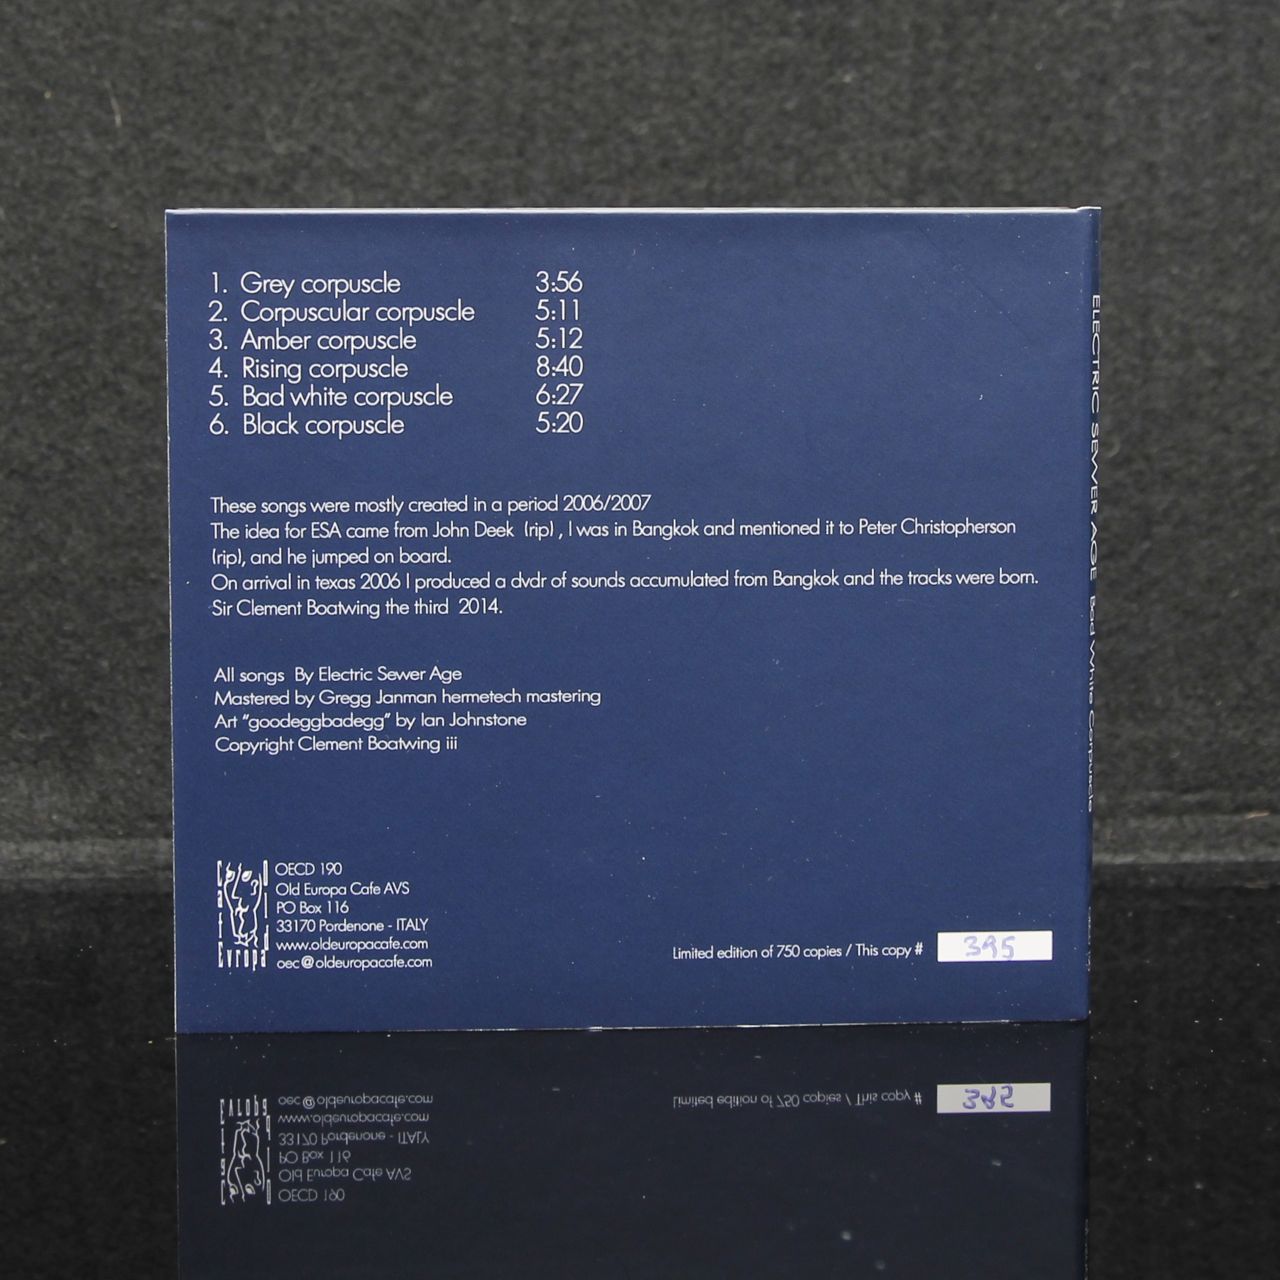 1. Grey corpuscle 3:56
2. Corpuscular corpuscle 5:11
3. Amber corpuscle 5:12
4. Rising corpuscle 8:40
5. Bad white corpuscle 6:27
6. Black corpuscle 5:20
These songs were mostly created in a period 2006/2007
The idea for ESA came from John Deek (rip) , I was in Bangkok and mentioned it to Peter Christopherson
(rip), and he jumped on board.
On arrival in texas 2006 I produced a dvdr of sounds accumulated from Bangkok and the tracks were born.
Sir Clement Boatwing the third 2014.
All songs By Electric Sewer Age
Mastered by Gregg Janman hermetech mastering
Art "goodeggbadegg" by Ian Johnstone
Copyright Clement Boatwing iii
OECD 190
Old Europa Cafe AVS
PO Box 116
33170 Pordenone - ITALY
www.oldeuropacafe.com
oec@oldeuropacafe.com
Old Europa Cafe
Limited edition of 750 copies / This copy # 395
ELECTRIC SEWER AGE Bad White Corpuscle